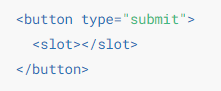 <button type="submit">
  <slot></slot>
</button>